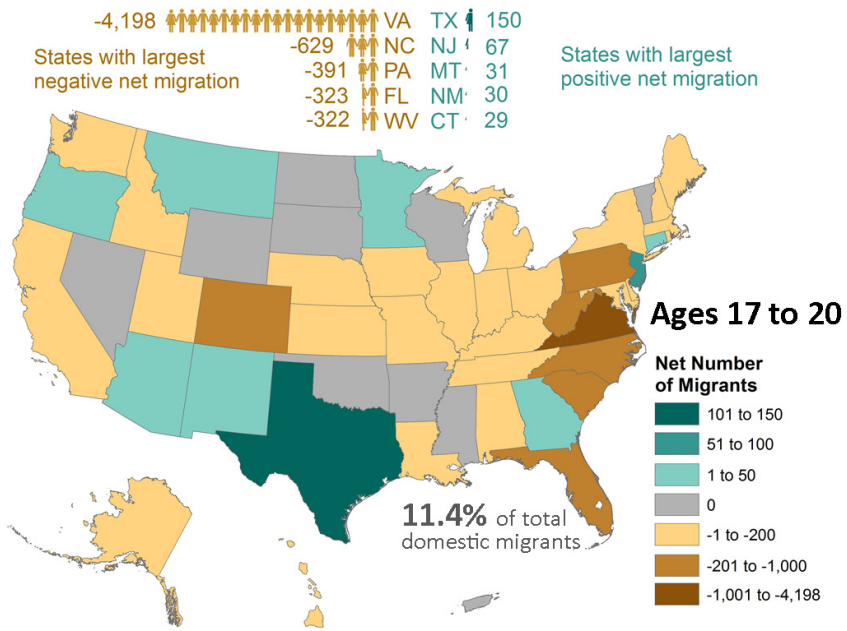 -4,198 VA TX 150
-629 NC NJ 67
-391 PA MT 31
-323 FL NM 30
-322 WV CT 29
States with largest
negative net migration
States with largest
positive net migration
Ages 17 to 20
Net Number
of Migrants
101 to 150
51 to 100
1 to 50
0
-1 to -200
-201 to -1,000
-1,001 to -4,198
11.4% of total
domestic migrants